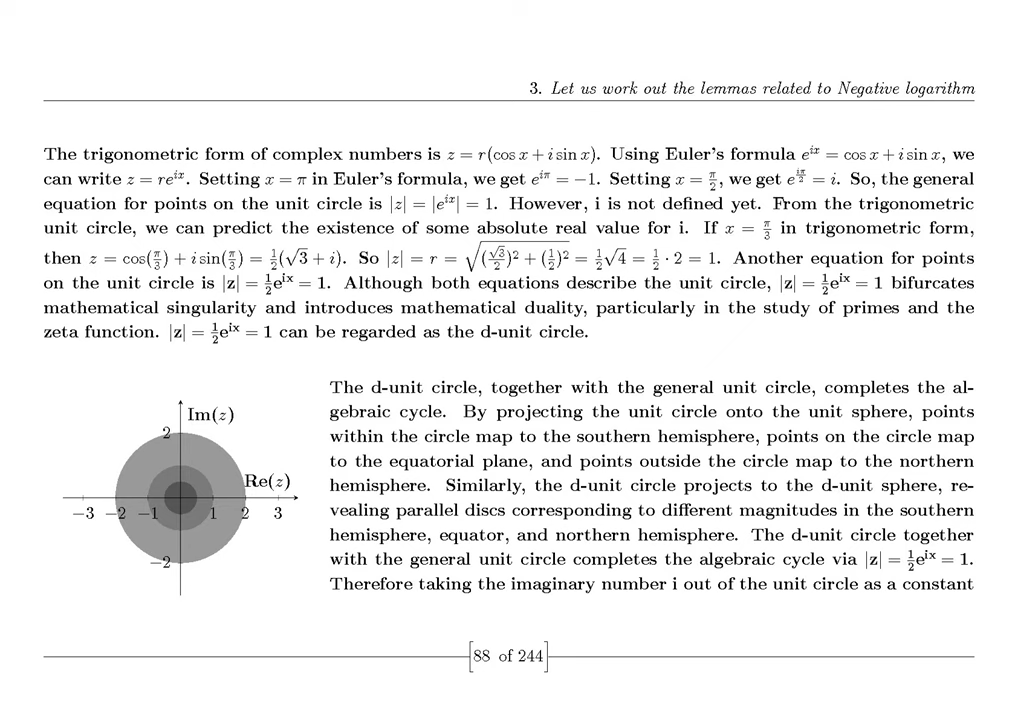 3. Let us work out the lemmas related to Negative logarithm
The trigonometric form of complex numbers is z = r(cos x + i sin x). Using Euler's formula e^{ix} = cos x + i sin x, we
can write z = re^{ix}. Setting x = π in Euler's formula, we get e^{iπ} = −1. Setting x = π/2, we get e^{iπ/2} = i. So, the general
equation for points on the unit circle is |z| = |e^{ix}| = 1. However, i is not defined yet. From the trigonometric
unit circle, we can predict the existence of some absolute real value for i. If x = π/3 in trigonometric form,
then z = cos(π/3) + i sin(π/3) = 1/2(√3 + i). So |z| = r = √((√3/2)² + (1/2)²) = 1/2√4 = 1/2 · 2 = 1. Another equation for points
on the unit circle is |z| = 1/2e^{ix} = 1. Although both equations describe the unit circle, |z| = 1/2e^{ix} = 1 bifurcates
mathematical singularity and introduces mathematical duality, particularly in the study of primes and the
zeta function. |z| = 1/2e^{ix} = 1 can be regarded as the d-unit circle.
Im(z)
2
Re(z)
−3 −2 −1 1 2 3
−2
The d-unit circle, together with the general unit circle, completes the al-
gebraic cycle. By projecting the unit circle onto the unit sphere, points
within the circle map to the southern hemisphere, points on the circle map
to the equatorial plane, and points outside the circle map to the northern
hemisphere. Similarly, the d-unit circle projects to the d-unit sphere, re-
vealing parallel discs corresponding to different magnitudes in the southern
hemisphere, equator, and northern hemisphere. The d-unit circle together
with the general unit circle completes the algebraic cycle via |z| = 1/2e^{ix} = 1.
Therefore taking the imaginary number i out of the unit circle as a constant
88 of 244